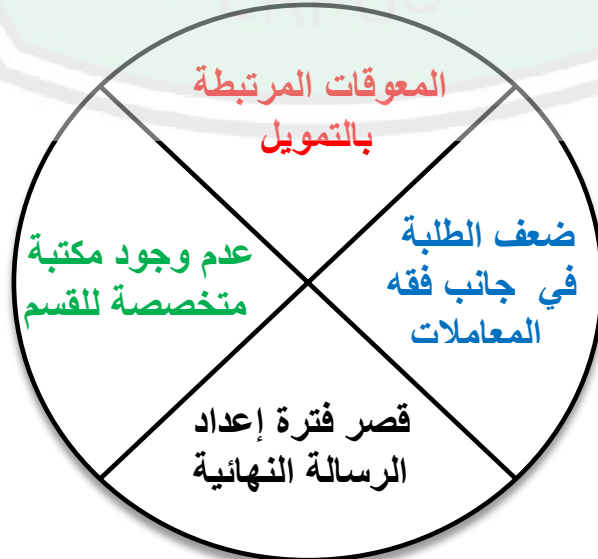 المعوقات المرتبطة
بالتمويل
ضعف الطلبة
في جانب فقه
المعاملات
عدم وجود مكتبة
متخصصة للقسم
قصر فترة إعداد
الرسالة النهائية